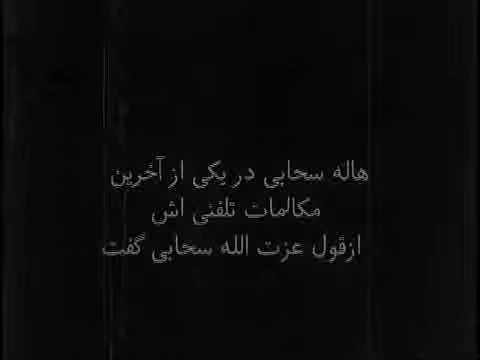 هاله سحابی در یکی از آخرین
مکالمات تلفنی اش
ازقول عزت الله سحابی گفت